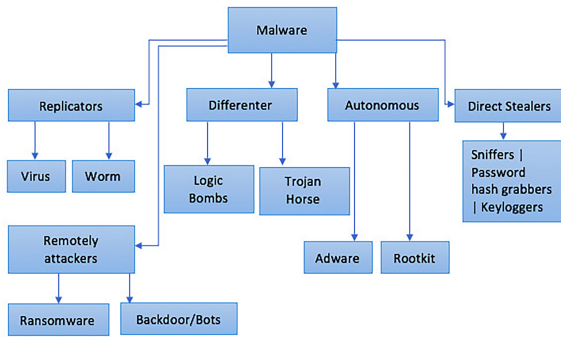 Malware
Replicators
Differenter
Autonomous
Direct Stealers
Virus
Worm
Logic
Bombs
Trojan
Horse
Sniffers |
Password
hash grabbers
| Keyloggers
Remotely
attackers
Adware
Rootkit
Ransomware
Backdoor/Bots